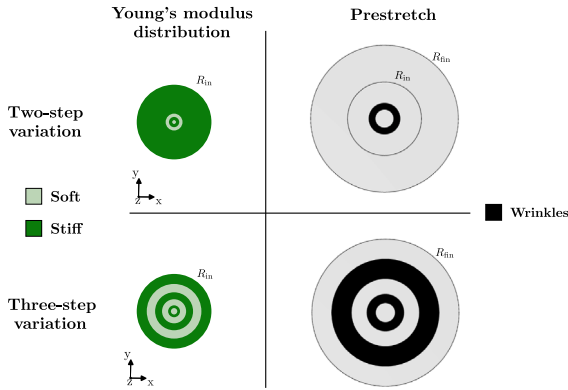 Young's modulus
distribution
Prestretch
Two-step
variation
R_in
R_fin
R_in
y
z x
Soft
Stiff
Wrinkles
Three-step
variation
R_in
R_fin
y
z x